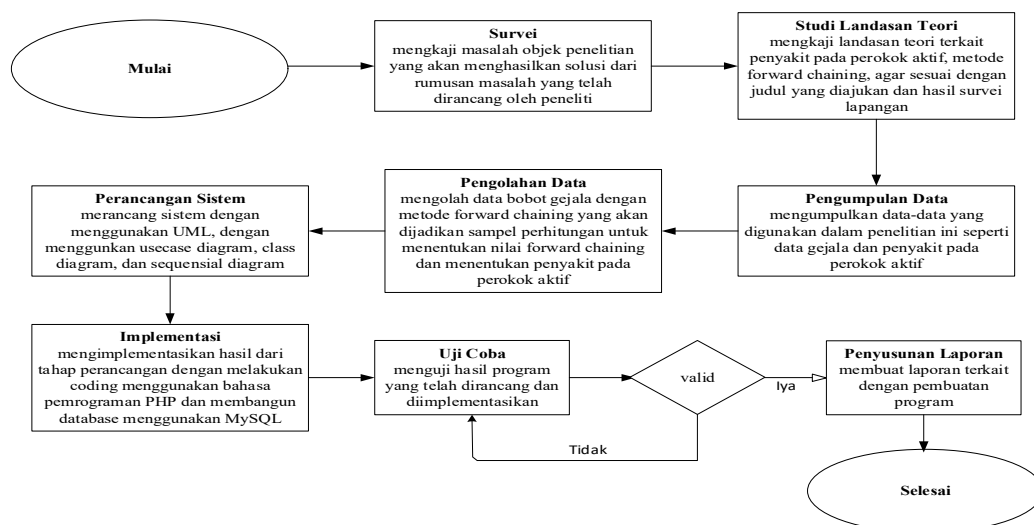 Mulai
Survei
mengkaji masalah objek penelitian
yang akan menghasilkan solusi dari
rumusan masalah yang telah
dirancang oleh peneliti
Studi Landasan Teori
mengkaji landasan teori terkait
penyakit pada perokok aktif, metode
forward chaining, agar sesuai dengan
judul yang diajukan dan hasil survei
lapangan
Pengumpulan Data
mengumpulkan data-data yang
digunakan dalam penelitian ini seperti
data gejala dan penyakit pada
perokok aktif
Pengolahan Data
mengolah data bobot gejala dengan
metode forward chaining yang akan
dijadikan sampel perhitungan untuk
menentukan nilai forward chaining
dan menentukan penyakit pada
perokok aktif
Perancangan Sistem
merancang sistem dengan
menggunakan UML, dengan
menggunkan usecase diagram, class
diagram, dan sequensial diagram
Implementasi
mengimplementasikan hasil dari
tahap perancangan dengan melakukan
coding menggunakan bahasa
pemrograman PHP dan membangun
database menggunakan MySQL
Uji Coba
menguji hasil program
yang telah dirancang dan
diimplementasikan
valid
Iya
Tidak
Penyusunan Laporan
membuat laporan terkait
dengan pembuatan
program
Selesai